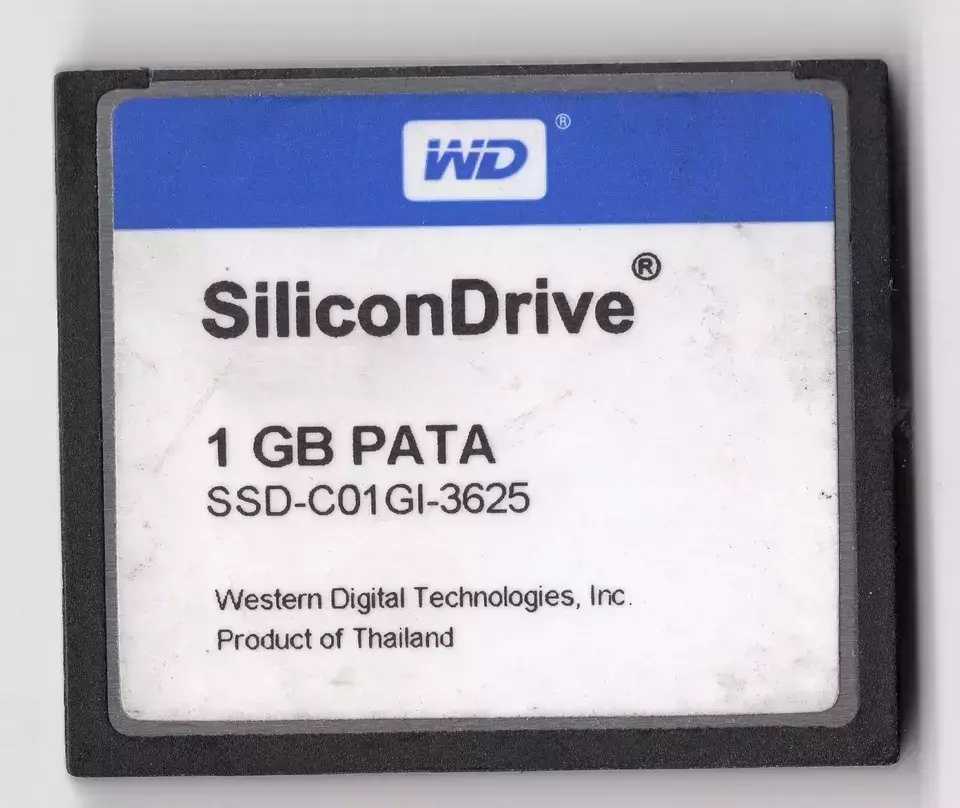 WD®
SiliconDrive®
1 GB PATA
SSD-C01GI-3625
Western Digital Technologies, Inc.
Product of Thailand